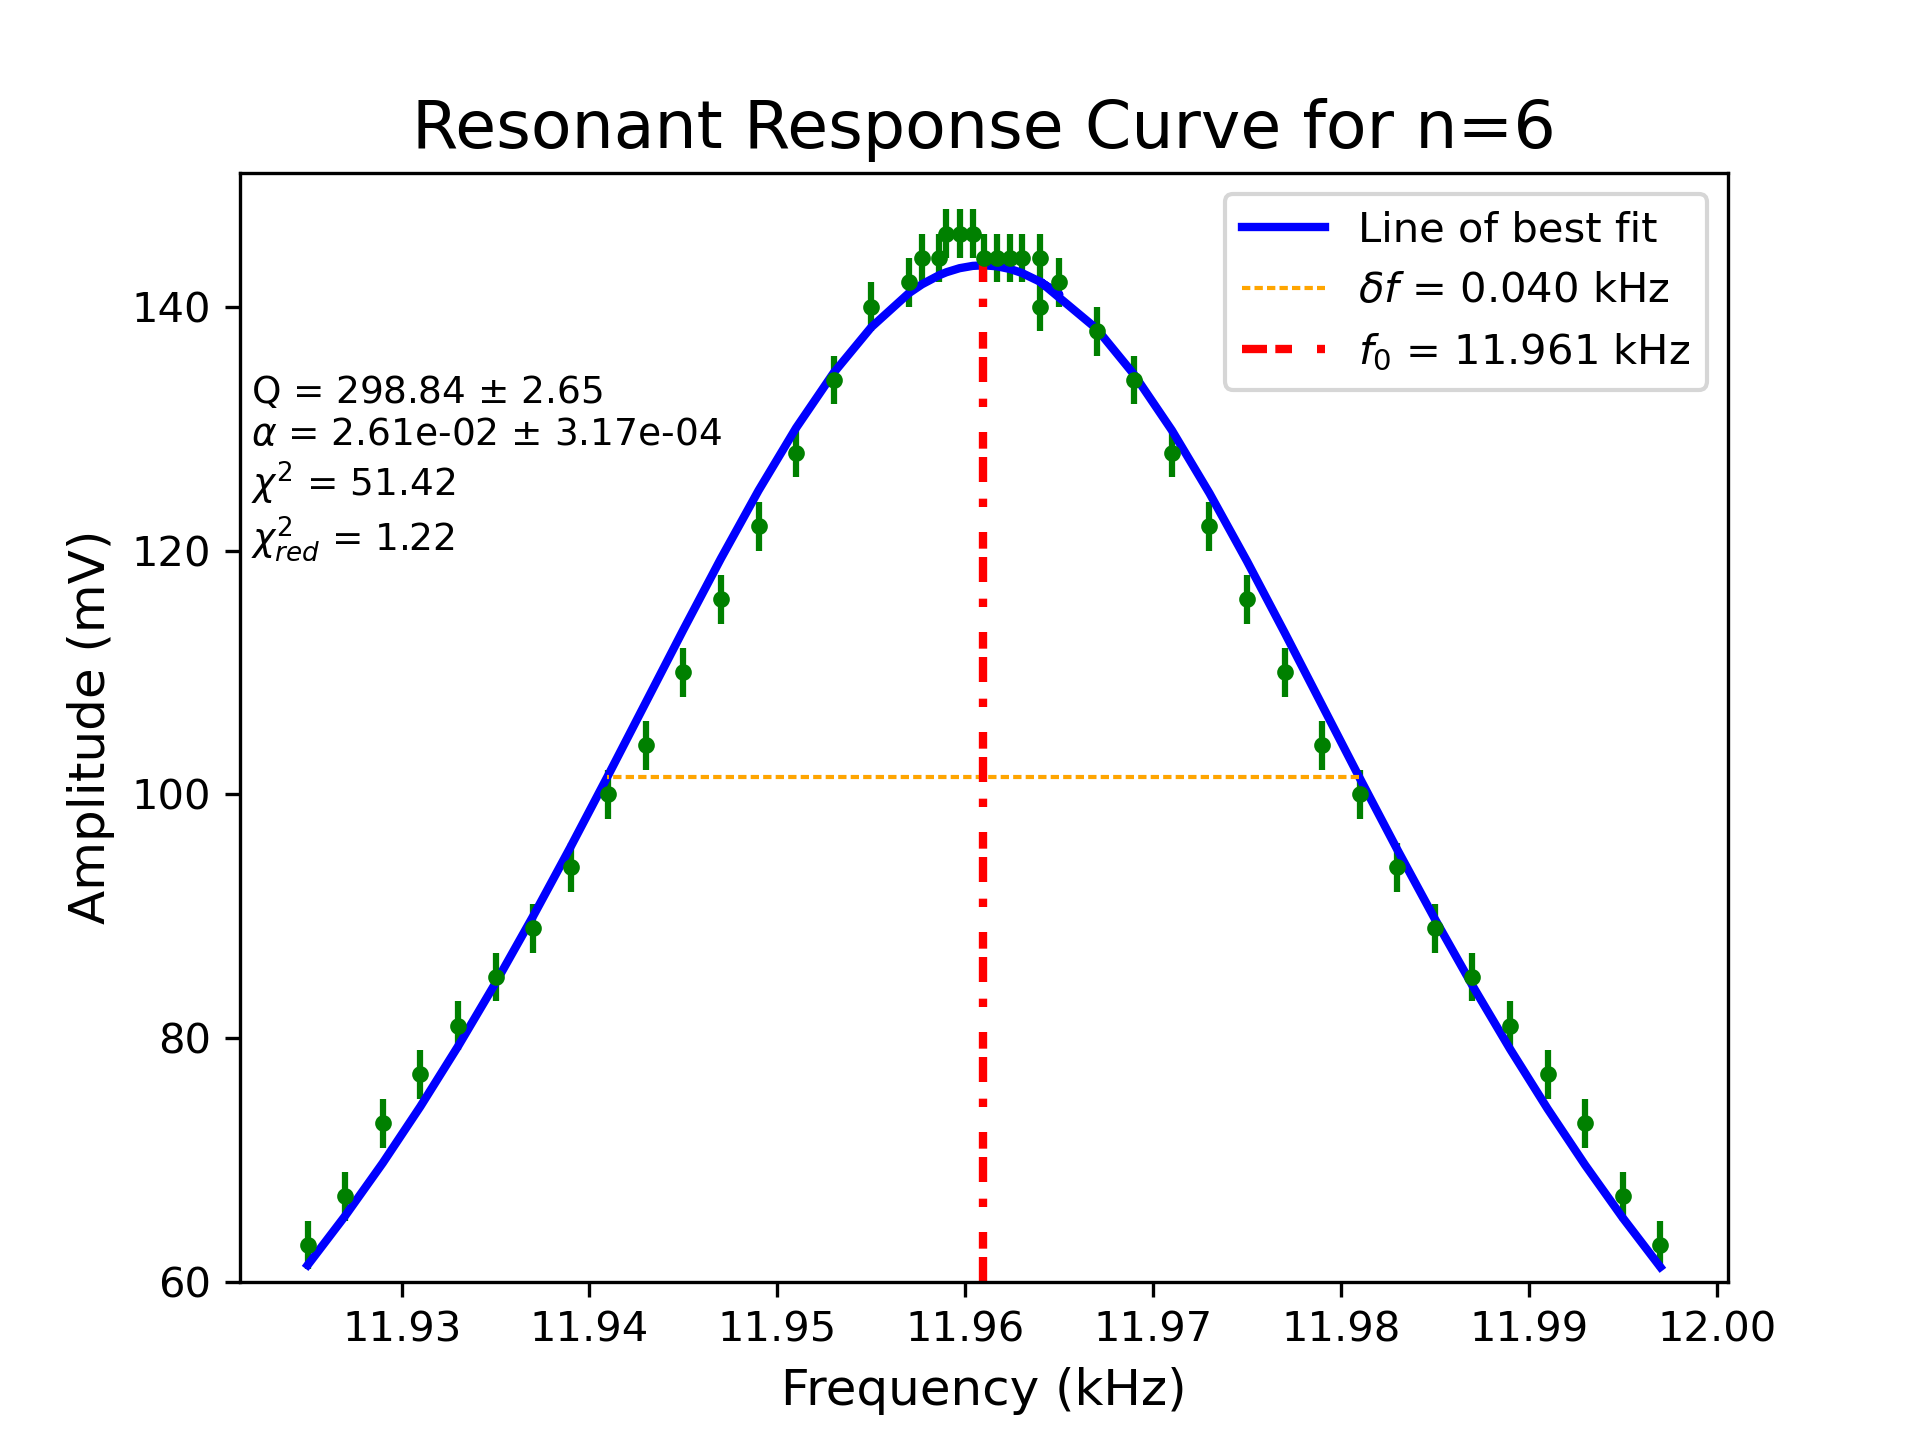 Resonant Response Curve for n=6
Line of best fit
δf = 0.040 kHz
f₀ = 11.961 kHz
Q = 298.84 ± 2.65
α = 2.61e-02 ± 3.17e-04
χ² = 51.42
χ²_red = 1.22
Amplitude (mV)
140
120
100
80
60
11.93 11.94 11.95 11.96 11.97 11.98 11.99 12.00
Frequency (kHz)